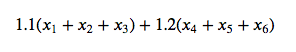 1.1(x₁ + x₂ + x₃) + 1.2(x₄ + x₅ + x₆)